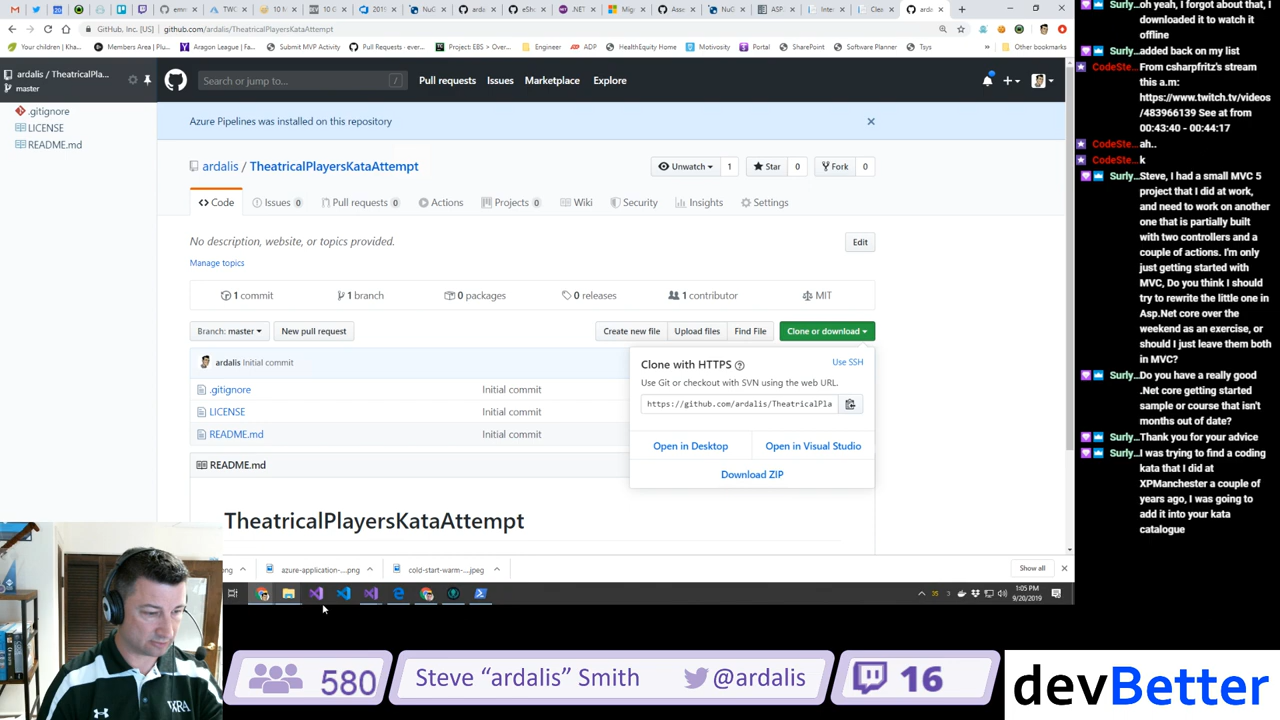 GitHub, Inc. [US] | github.com/ardalis/TheatricalPlayersKataAttempt
Your children | Kha...
Members Area | Plu...
Aragon League | Fa...
Submit MVP Activity
Pull Requests · ever...
Project: EBS > Over...
Engineer
ADP
HealthEquity Home
Motivosity
Portal
SharePoint
Software Planner
Stay
Other bookmarks
ardalis / TheatricalPla...
master
.gitignore
LICENSE
README.md
Search or jump to...
/
Pull requests
Issues
Marketplace
Explore
Azure Pipelines was installed on this repository
ardalis / TheatricalPlayersKataAttempt
Unwatch
1
Star
0
Fork
0
Code
Issues 0
Pull requests 0
Actions
Projects 0
Wiki
Security
Insights
Settings
No description, website, or topics provided.
Edit
Manage topics
1 commit
1 branch
0 packages
0 releases
1 contributor
MIT
Branch: master
New pull request
Create new file
Upload files
Find File
Clone or download
ardalis Initial commit
.gitignore
Initial commit
LICENSE
Initial commit
README.md
Initial commit
README.md
TheatricalPlayersKataAttempt
Clone with HTTPS
Use SSH
Use Git or checkout with SVN using the web URL.
https://github.com/ardalis/TheatricalPla
Open in Desktop
Open in Visual Studio
Download ZIP
azure-application-....png
cold-start-warm-....jpeg
Show all
1:05 PM
9/20/2019
Surly... oh yeah, I forgot about that, I
downloaded it to watch it
offline
Surly... added back on my list
CodeSte... From csharpfritz's stream
this a.m:
https://www.twitch.tv/videos
/483966139 See at from
00:43:40 - 00:44:17
CodeSte... ah..
CodeSte... k
Surly... Steve, I had a small MVC 5
project that I did at work,
and need to work on another
one that is partially built
with two controllers and a
couple of actions. I'm only
just getting started with
MVC, Do you think I should
try to rewrite the little one in
Asp.Net core over the
weekend as an exercise, or
should I just leave them both
in MVC?
Surly... Do you have a really good
.Net core getting started
sample or course that isn't
months out of date?
Surly... Thank you for your advice
Surly... I was trying to find a coding
kata that I did at
XPManchester a couple of
years ago, I was going to
add it into your kata
catalogue
580
Steve "ardalis" Smith
@ardalis
16
devBetter